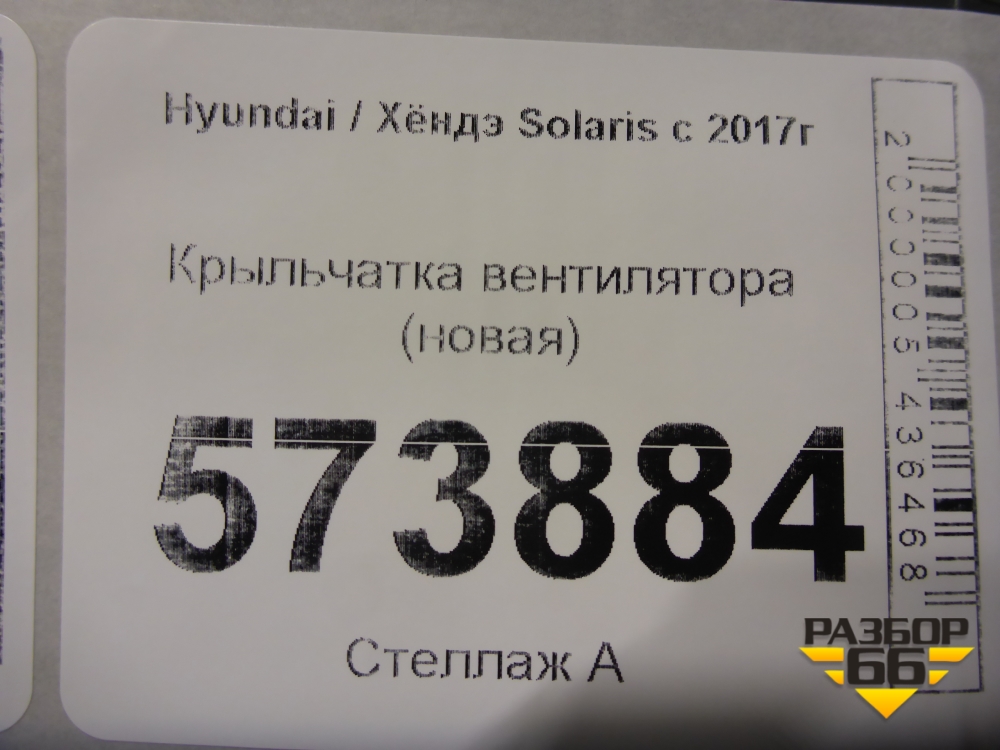 Hyundai / Хёндэ Solaris с 2017г
Крыльчатка вентилятора
(новая)
573884
Стеллаж А
2000005436468
РАЗБОР
66